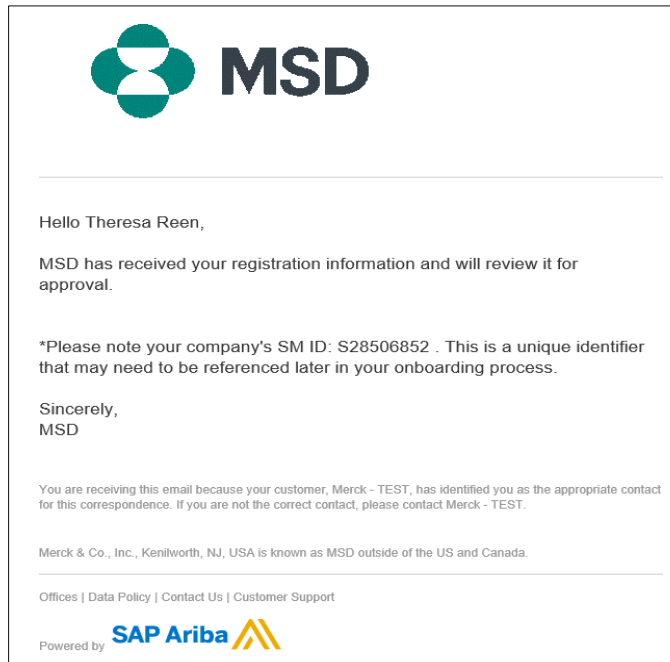 MSD
Hello Theresa Reen,
MSD has received your registration information and will review it for
approval.
*Please note your company's SM ID: S28506852 . This is a unique identifier
that may need to be referenced later in your onboarding process.
Sincerely,
MSD
You are receiving this email because your customer, Merck - TEST, has identified you as the appropriate contact
for this correspondence. If you are not the correct contact, please contact Merck - TEST.
Merck & Co., Inc., Kenilworth, NJ, USA is known as MSD outside of the US and Canada.
Offices | Data Policy | Contact Us | Customer Support
Powered by SAP Ariba